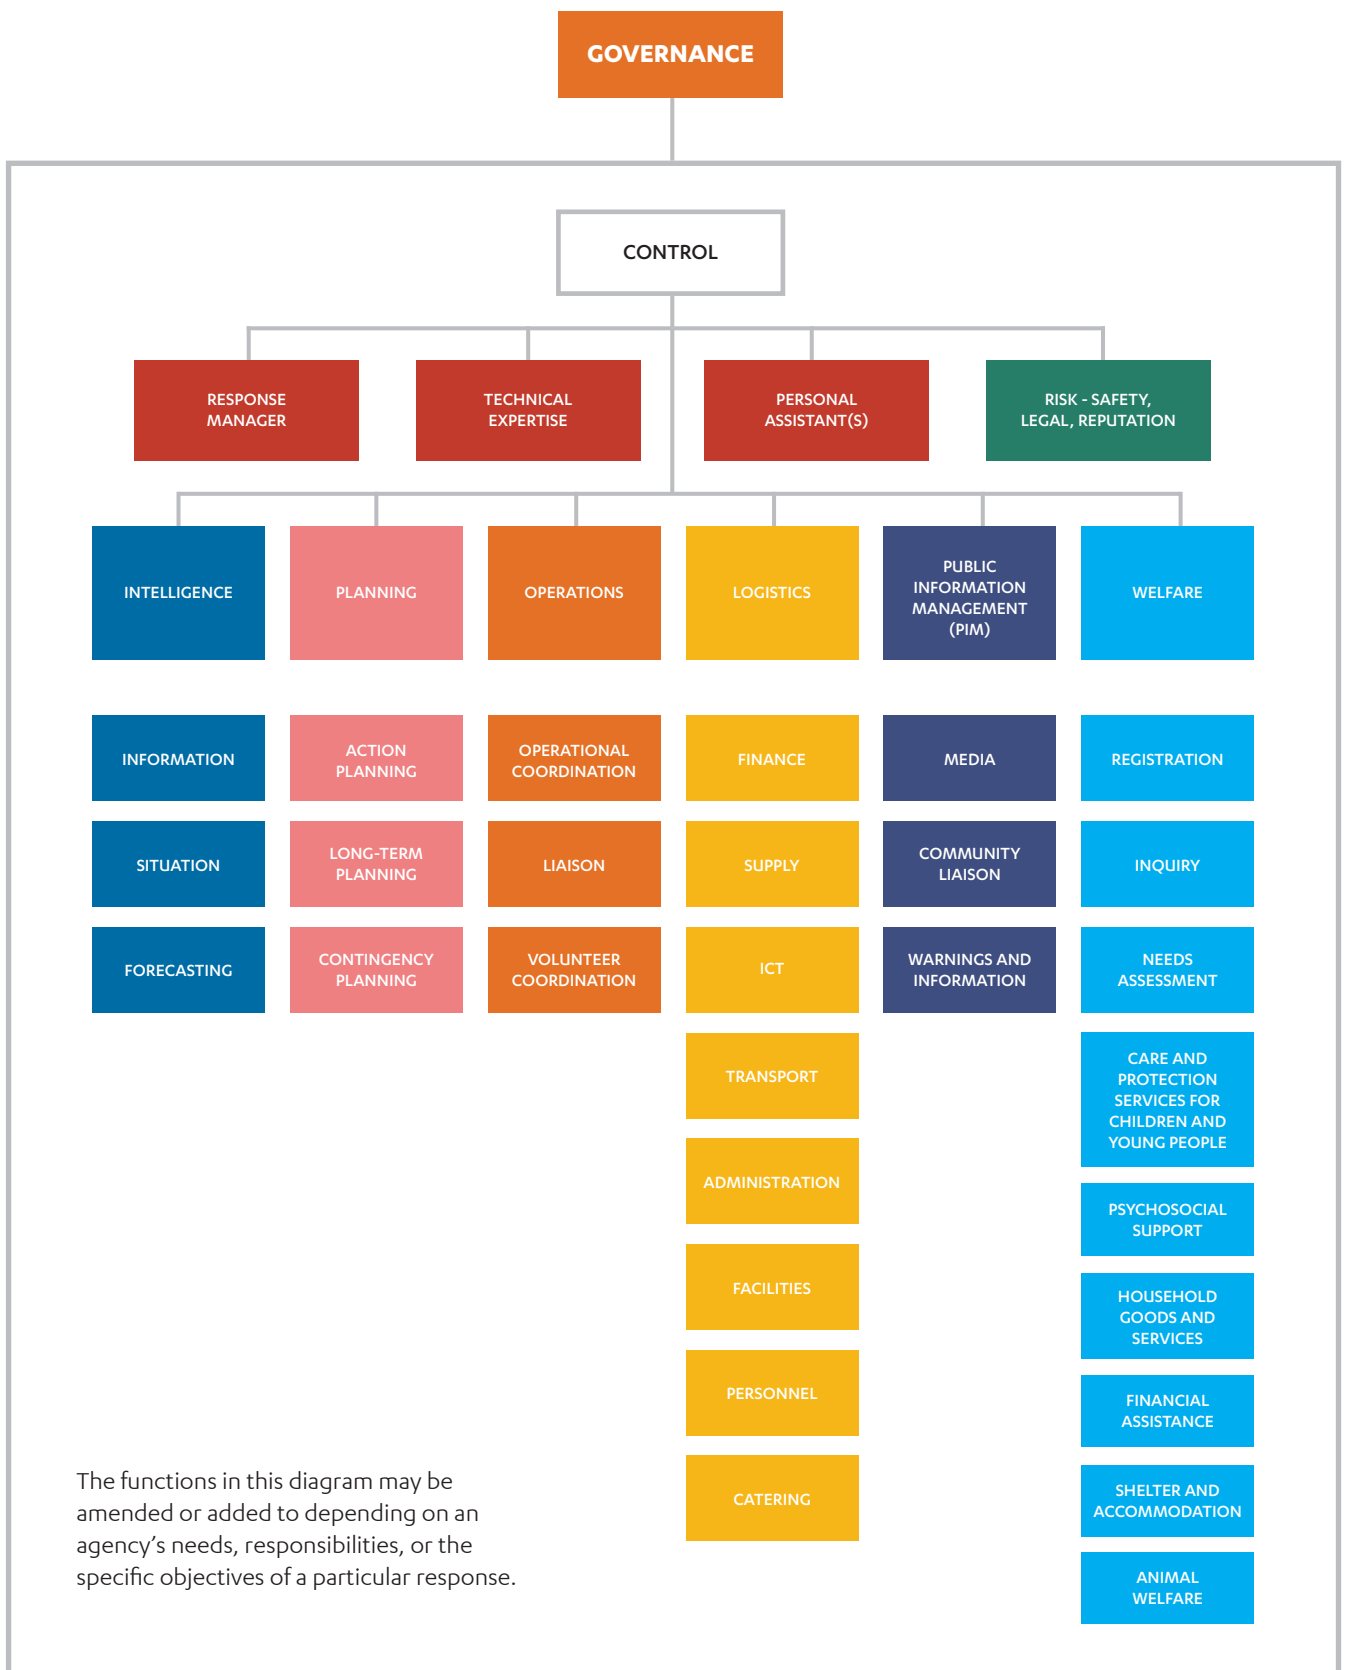 GOVERNANCE
CONTROL
RESPONSE
MANAGER
TECHNICAL
EXPERTISE
PERSONAL
ASSISTANT(S)
RISK - SAFETY,
LEGAL, REPUTATION
INTELLIGENCE
PLANNING
OPERATIONS
LOGISTICS
PUBLIC
INFORMATION
MANAGEMENT
(PIM)
WELFARE
INFORMATION
ACTION
PLANNING
OPERATIONAL
COORDINATION
FINANCE
MEDIA
REGISTRATION
SITUATION
LONG-TERM
PLANNING
LIAISON
SUPPLY
COMMUNITY
LIAISON
INQUIRY
FORECASTING
CONTINGENCY
PLANNING
VOLUNTEER
COORDINATION
ICT
WARNINGS AND
INFORMATION
NEEDS
ASSESSMENT
TRANSPORT
CARE AND
PROTECTION
SERVICES FOR
CHILDREN AND
YOUNG PEOPLE
ADMINISTRATION
PSYCHOSOCIAL
SUPPORT
FACILITIES
HOUSEHOLD
GOODS AND
SERVICES
PERSONNEL
FINANCIAL
ASSISTANCE
CATERING
SHELTER AND
ACCOMMODATION
ANIMAL
WELFARE
The functions in this diagram may be
amended or added to depending on an
agency's needs, responsibilities, or the
specific objectives of a particular response.